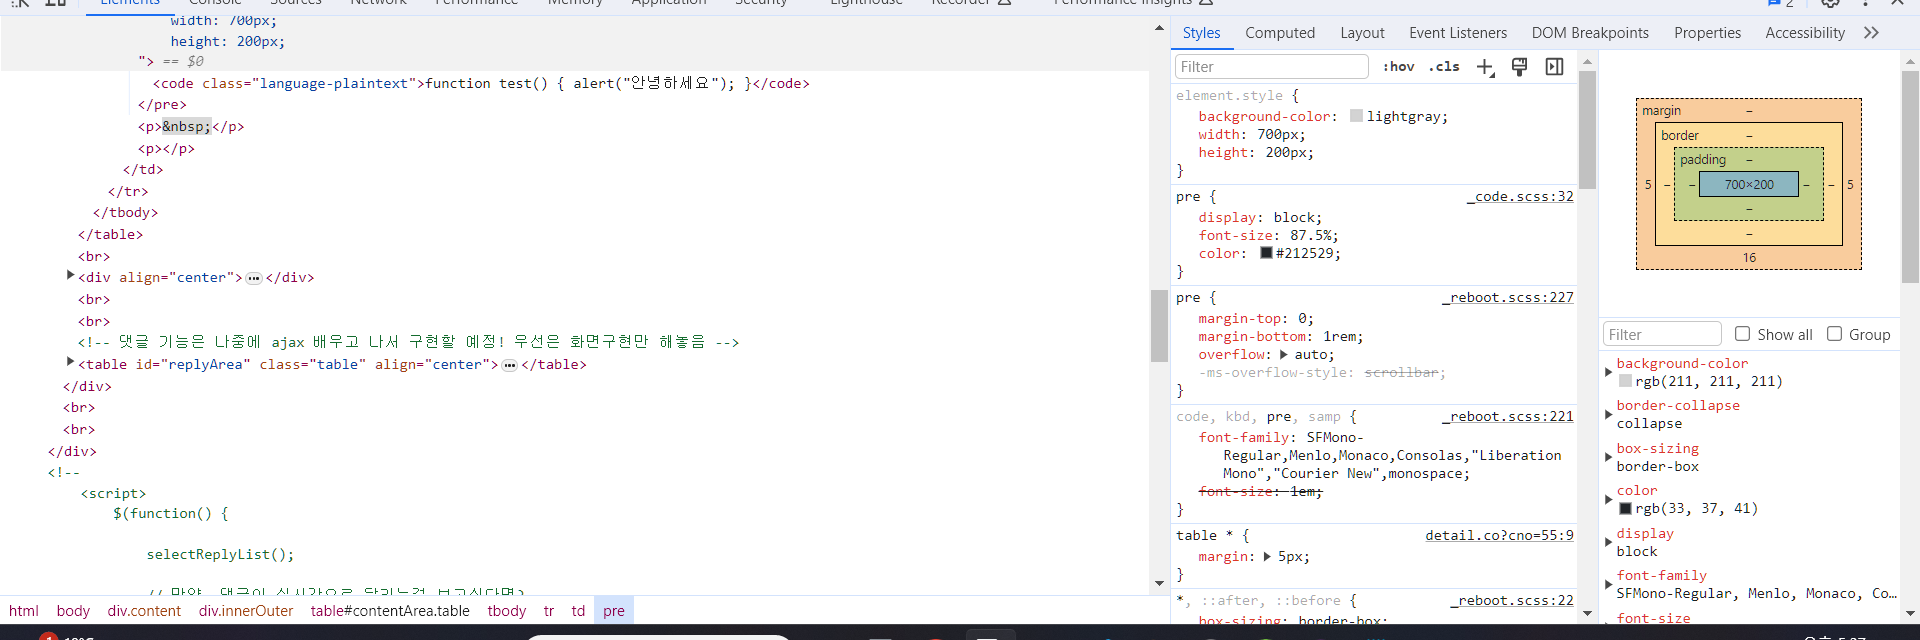 Elements Console Sources Network Performance Memory Application Security Lighthouse Recorder Performance insights 2
width: 700px;
height: 200px;
"> == $0
<code class="language-plaintext">function test() { alert("안녕하세요"); }</code>
</pre>
<p>&nbsp;</p>
<p></p>
</td>
</tr>
</tbody>
</table>
<br>
<div align="center">…</div>
<br>
<br>
<!-- 댓글 기능은 나중에 ajax 배우고 나서 구현할 예정! 우선은 화면구현만 해놓음 -->
<table id="replyArea" class="table" align="center">…</table>
</div>
<br>
<br>
</div>
<!--
<script>
$(function() {
selectReplyList();
html body div.content div.innerOuter table#contentArea.table tbody tr td pre
Styles Computed Layout Event Listeners DOM Breakpoints Properties Accessibility
Filter :hov .cls
element.style {
background-color: lightgray;
width: 700px;
height: 200px;
}
pre { _code.scss:32
display: block;
font-size: 87.5%;
color: #212529;
}
pre { _reboot.scss:227
margin-top: 0;
margin-bottom: 1rem;
overflow: auto;
-ms-overflow-style: scrollbar;
}
code, kbd, pre, samp { _reboot.scss:221
font-family: SFMono-
Regular,Menlo,Monaco,Consolas,"Liberation
Mono","Courier New",monospace;
font-size: 1em;
}
table * { detail.co?cno=55:9
margin: 5px;
}
*, ::after, ::before { _reboot.scss:22
box-sizing: border-box;
margin –
border –
padding –
5 – – 700×200 – – 5
–
–
16
Filter Show all Group
background-color
rgb(211, 211, 211)
border-collapse
collapse
box-sizing
border-box
color
rgb(33, 37, 41)
display
block
font-family
SFMono-Regular, Menlo, Monaco, Co…
font-size